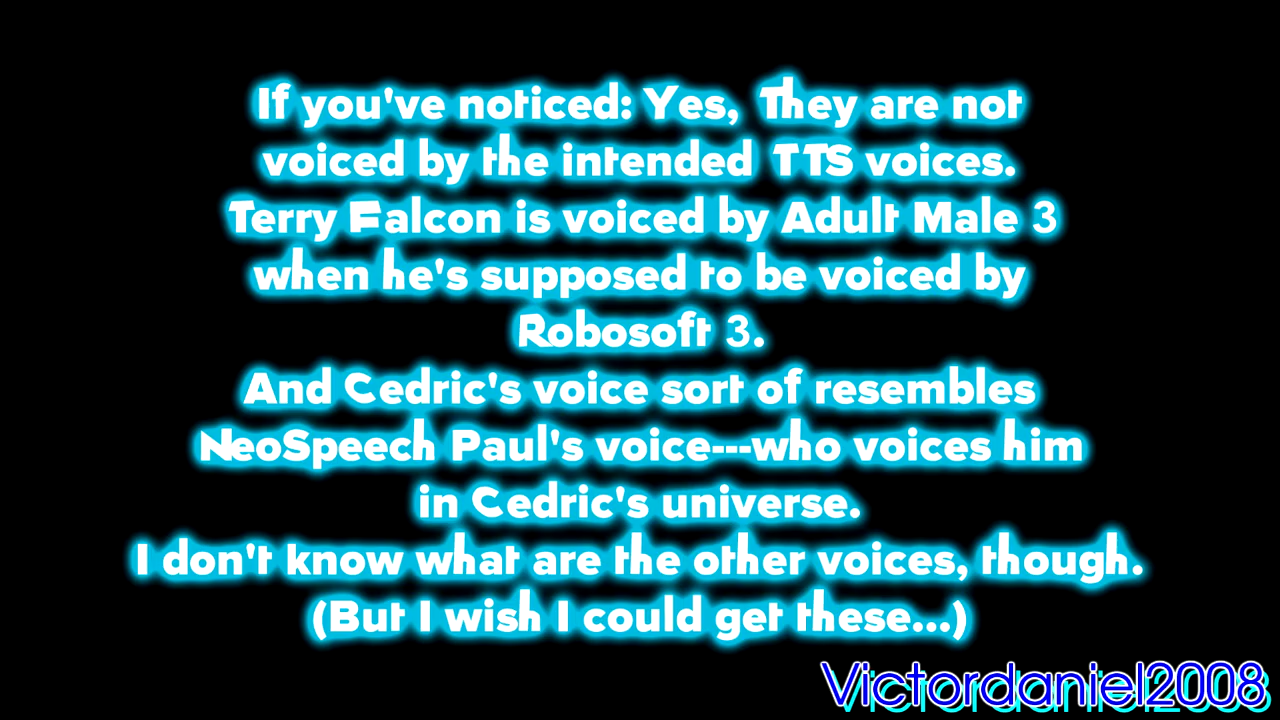 If you've noticed: Yes, They are not
voiced by the intended TTS voices.
Terry Falcon is voiced by Adult Male 3
when he's supposed to be voiced by
Robosoft 3.
And Cedric's voice sort of resembles
NeoSpeech Paul's voice---who voices him
in Cedric's universe.
I don't know what are the other voices, though.
(But I wish I could get these...)
Victordaniel2008